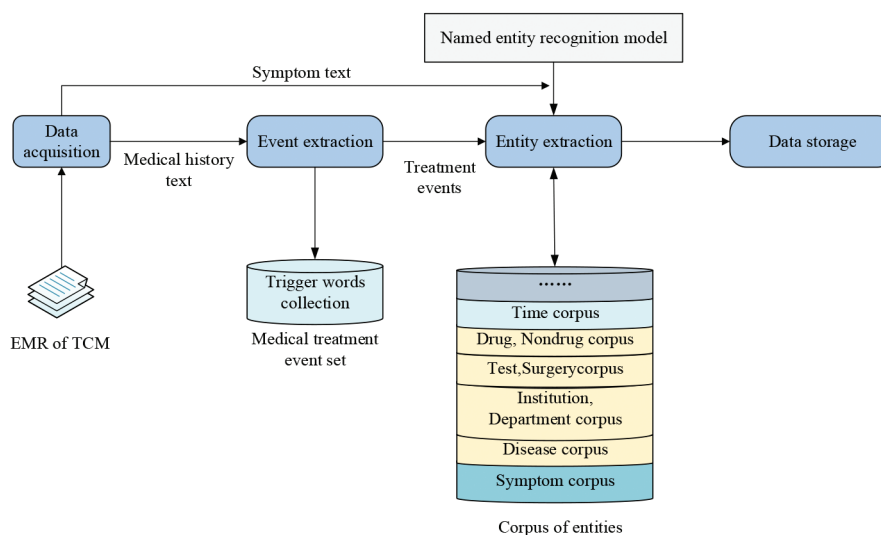 Named entity recognition model
Symptom text
Data
acquisition
Event extraction
Entity extraction
Data storage
Medical history
text
Treatment
events
Trigger words
collection
Medical treatment
event set
EMR of TCM
······
Time corpus
Drug, Nondrug corpus
Test,Surgerycorpus
Institution,
Department corpus
Disease corpus
Symptom corpus
Corpus of entities